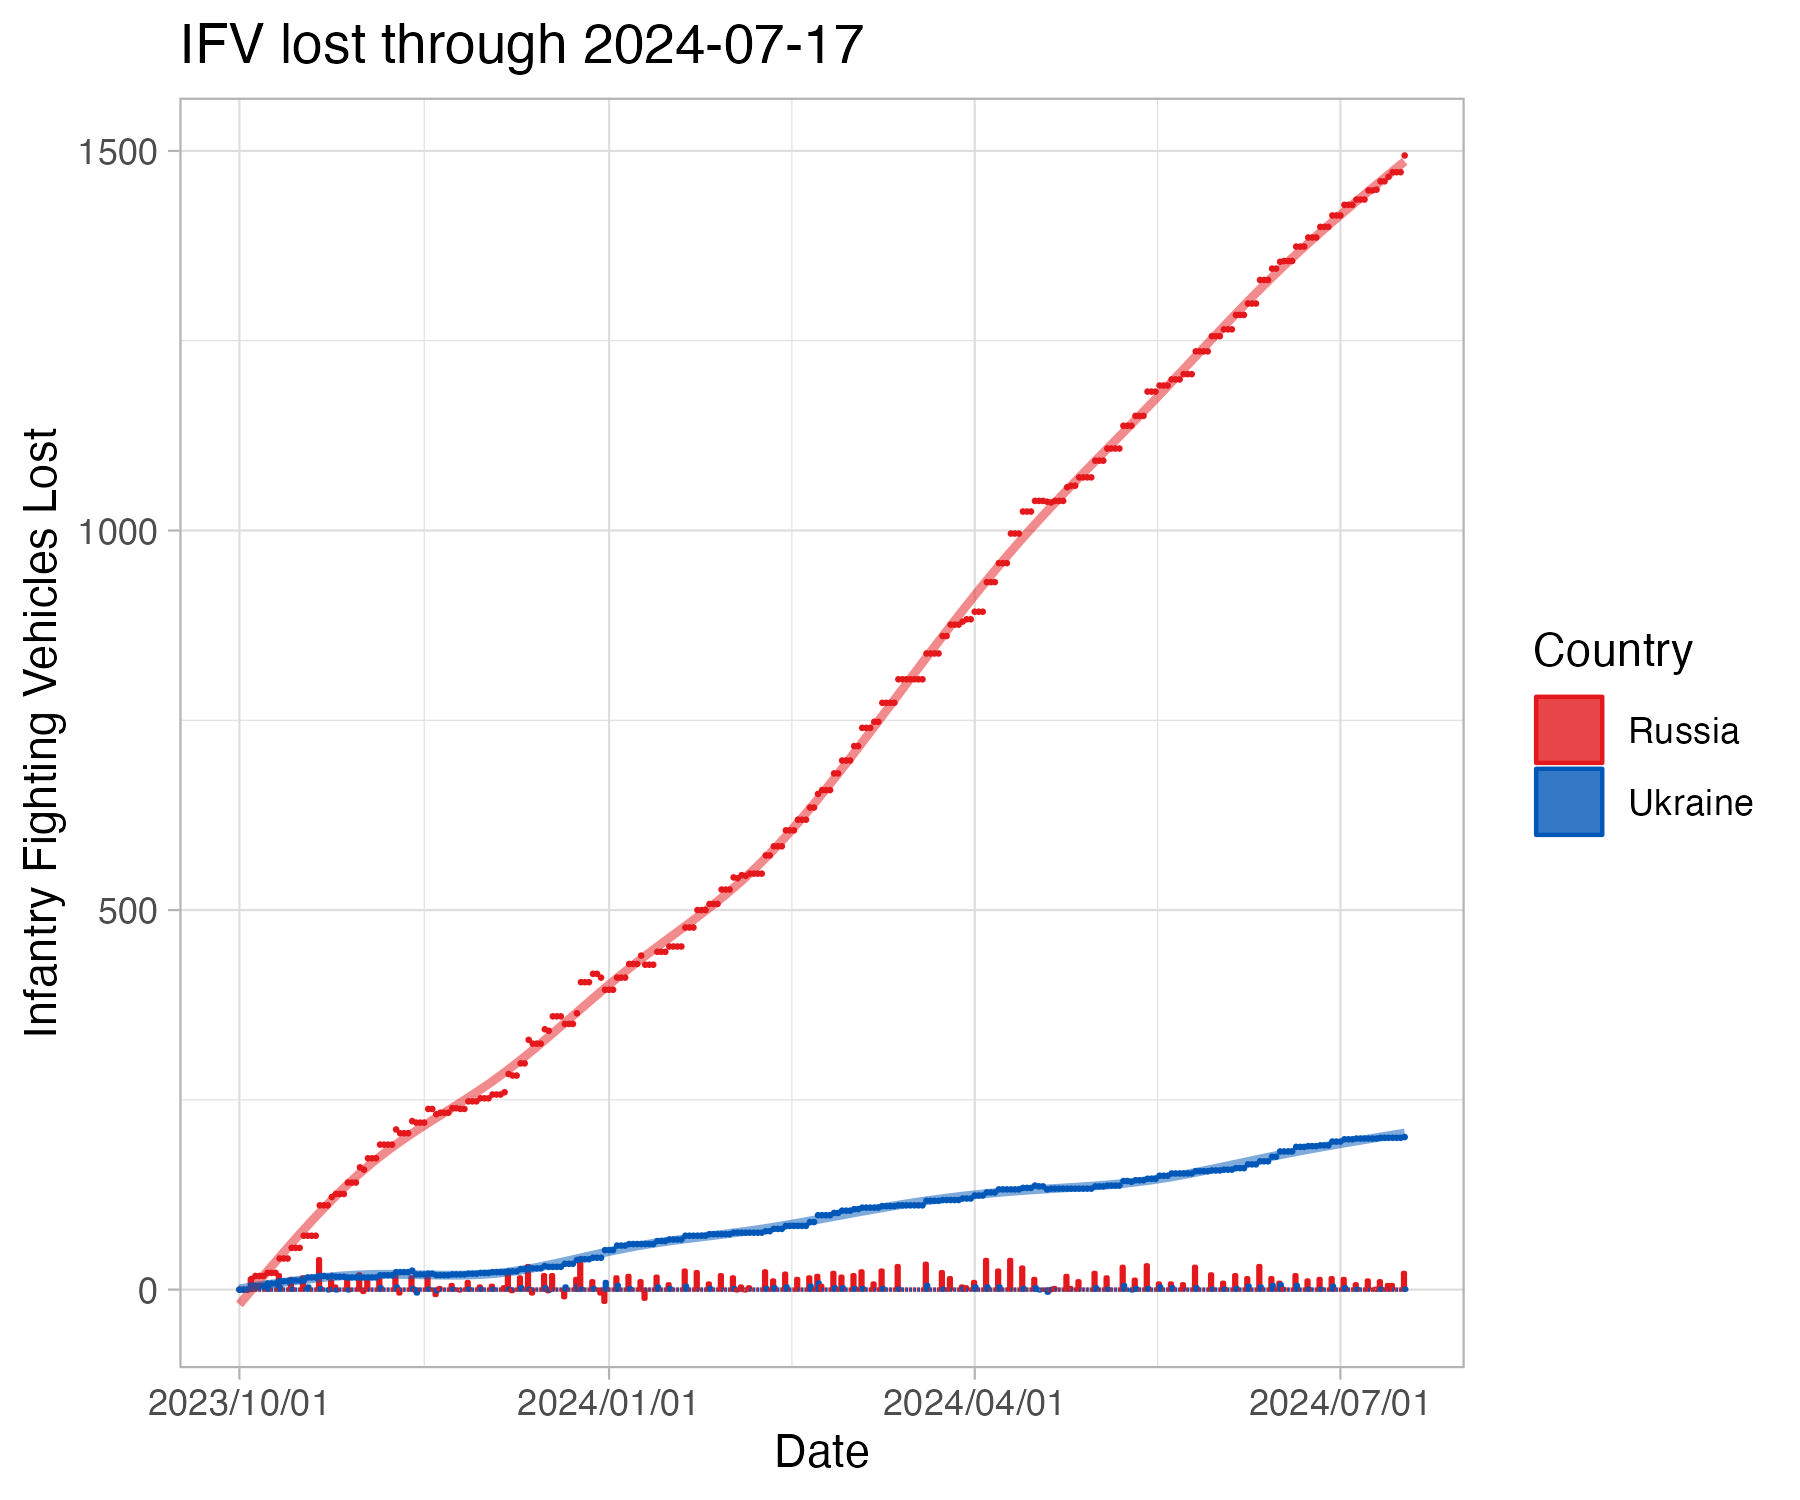 IFV lost through 2024-07-17
Infantry Fighting Vehicles Lost
1500
1000
500
0
2023/10/01
2024/01/01
2024/04/01
2024/07/01
Date
Country
Russia
Ukraine